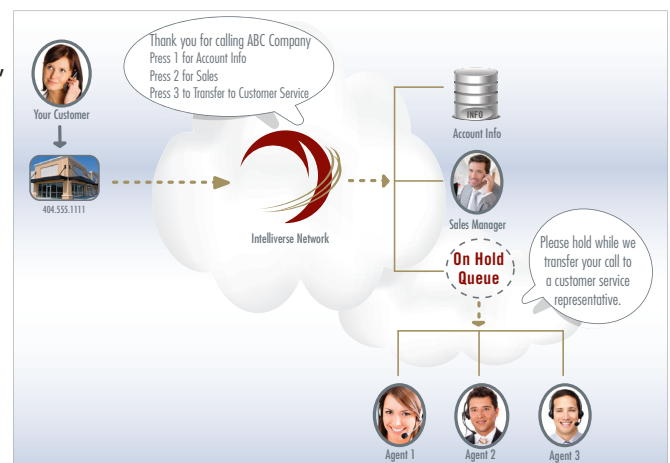 Thank you for calling ABC Company
Press 1 for Account Info
Press 2 for Sales
Press 3 to Transfer to Customer Service
Your Customer
404.555.1111
Intelliverse Network
INFO
Account Info
Sales Manager
On Hold
Queue
Please hold while we
transfer your call to
a customer service
representative.
Agent 1
Agent 2
Agent 3